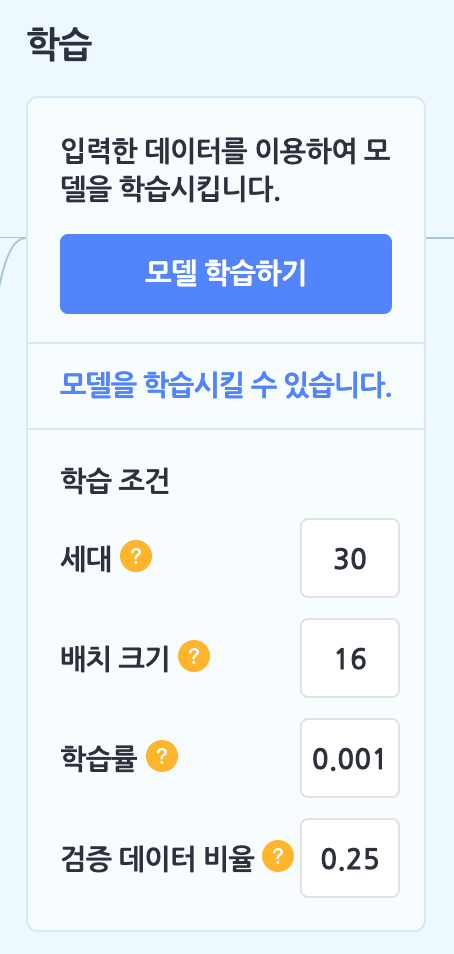 학습
입력한 데이터를 이용하여 모
델을 학습시킵니다.
모델 학습하기
모델을 학습시킬 수 있습니다.
학습 조건
세대 ? 30
배치 크기 ? 16
학습률 ? 0.001
검증 데이터 비율 ? 0.25